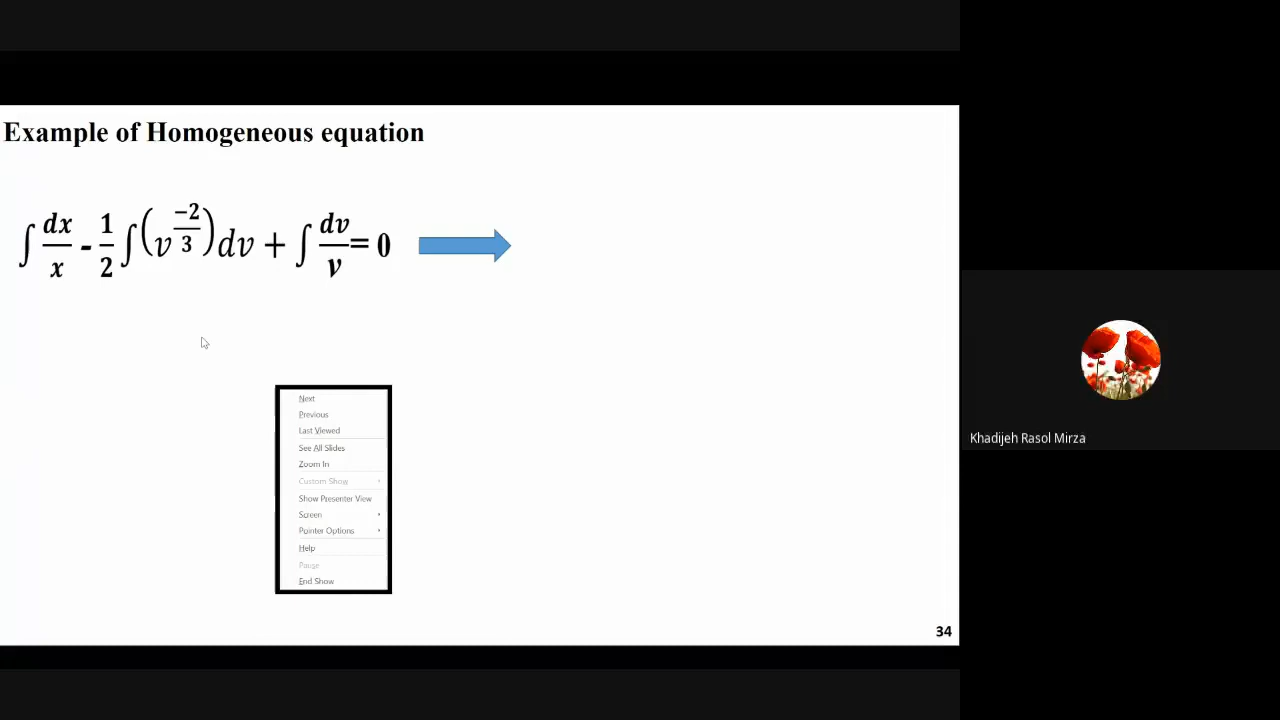 Example of Homogeneous equation
∫ dx/x - 1/2 ∫ (v^(-2/3)) dv + ∫ dv/v = 0
Next
Previous
Last Viewed
See All Slides
Zoom In
Custom Show
Show Presenter View
Screen
Pointer Options
Help
Pause
End Show
34
Khadijeh Rasol Mirza